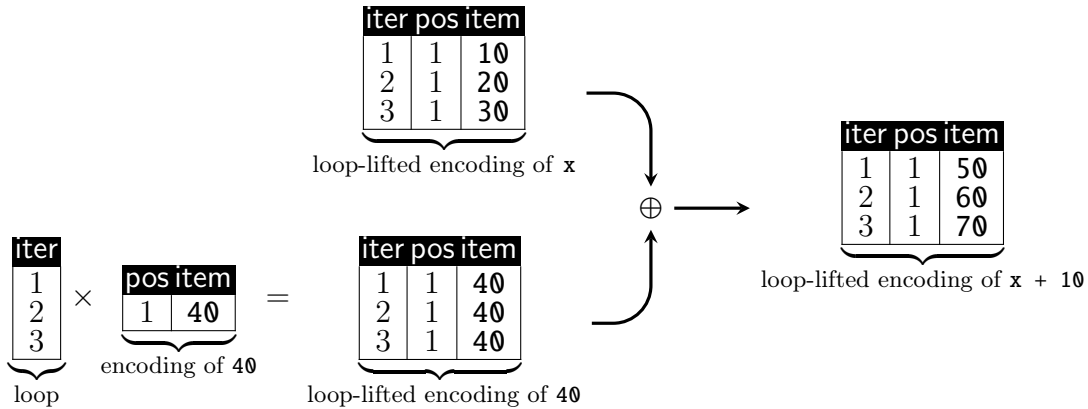 iter pos item
1 1 10
2 1 20
3 1 30
loop-lifted encoding of x
⊕
iter pos item
1 1 50
2 1 60
3 1 70
loop-lifted encoding of x + 10
iter
1
2
3
loop
×
pos item
1 40
encoding of 40
=
iter pos item
1 1 40
2 1 40
3 1 40
loop-lifted encoding of 40